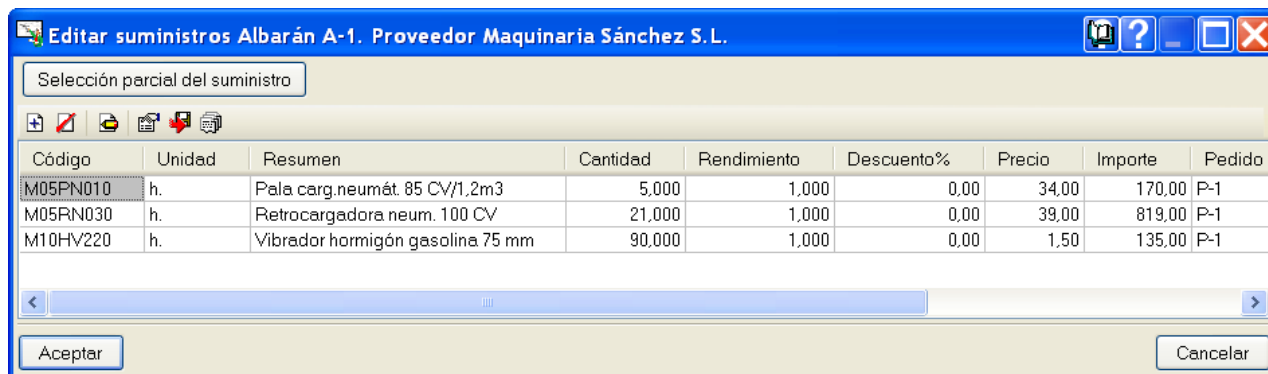 Editar suministros Albarán A-1. Proveedor Maquinaria Sánchez S.L.
Selección parcial del suministro
Código Unidad Resumen Cantidad Rendimiento Descuento% Precio Importe Pedido
M05PN010 h. Pala carg.neumát. 85 CV/1,2m3 5,000 1,000 0,00 34,00 170,00 P-1
M05RN030 h. Retrocargadora neum. 100 CV 21,000 1,000 0,00 39,00 819,00 P-1
M10HV220 h. Vibrador hormigón gasolina 75 mm 90,000 1,000 0,00 1,50 135,00 P-1
Aceptar Cancelar